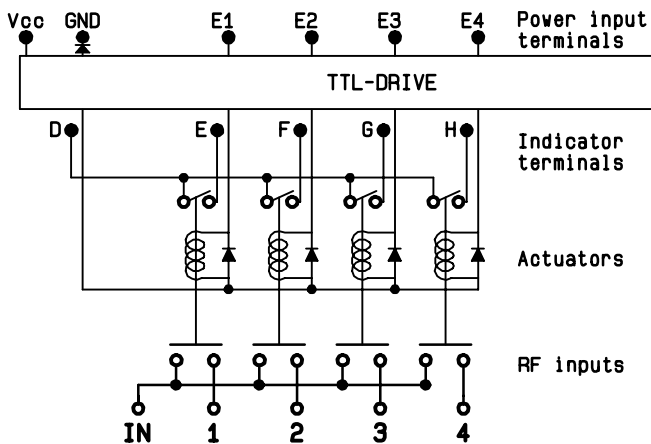 Vcc GND E1 E2 E3 E4 Power input
terminals
TTL-DRIVE
D E F G H Indicator
terminals
Actuators
RF inputs
IN 1 2 3 4